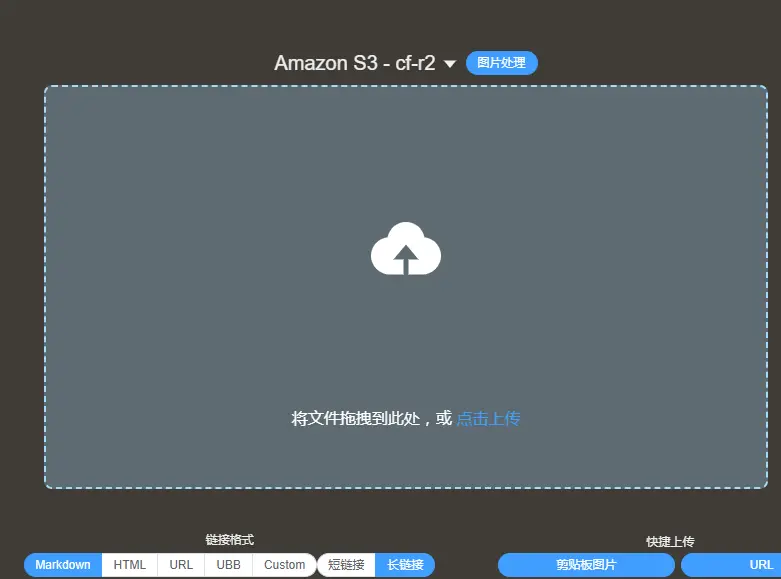 Amazon S3 - cf-r2 图片处理
将文件拖拽到此处，或 点击上传
链接格式 快捷上传
Markdown HTML URL UBB Custom 短链接 长链接 剪贴板图片 URL